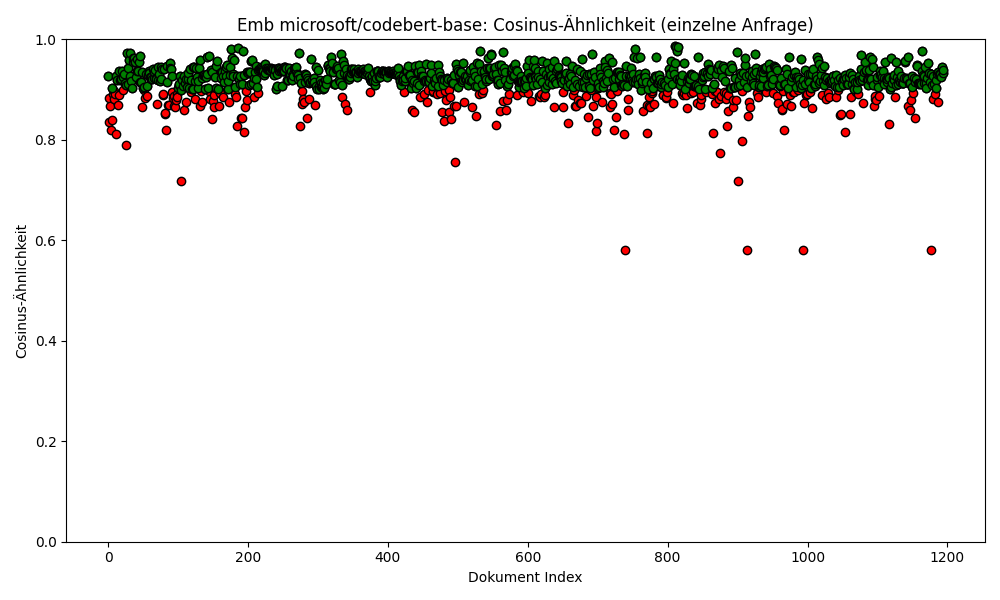 Emb microsoft/codebert-base: Cosinus-Ähnlichkeit (einzelne Anfrage)
1.0
0.8
0.6
0.4
0.2
0.0
Cosinus-Ähnlichkeit
0 200 400 600 800 1000 1200
Dokument Index